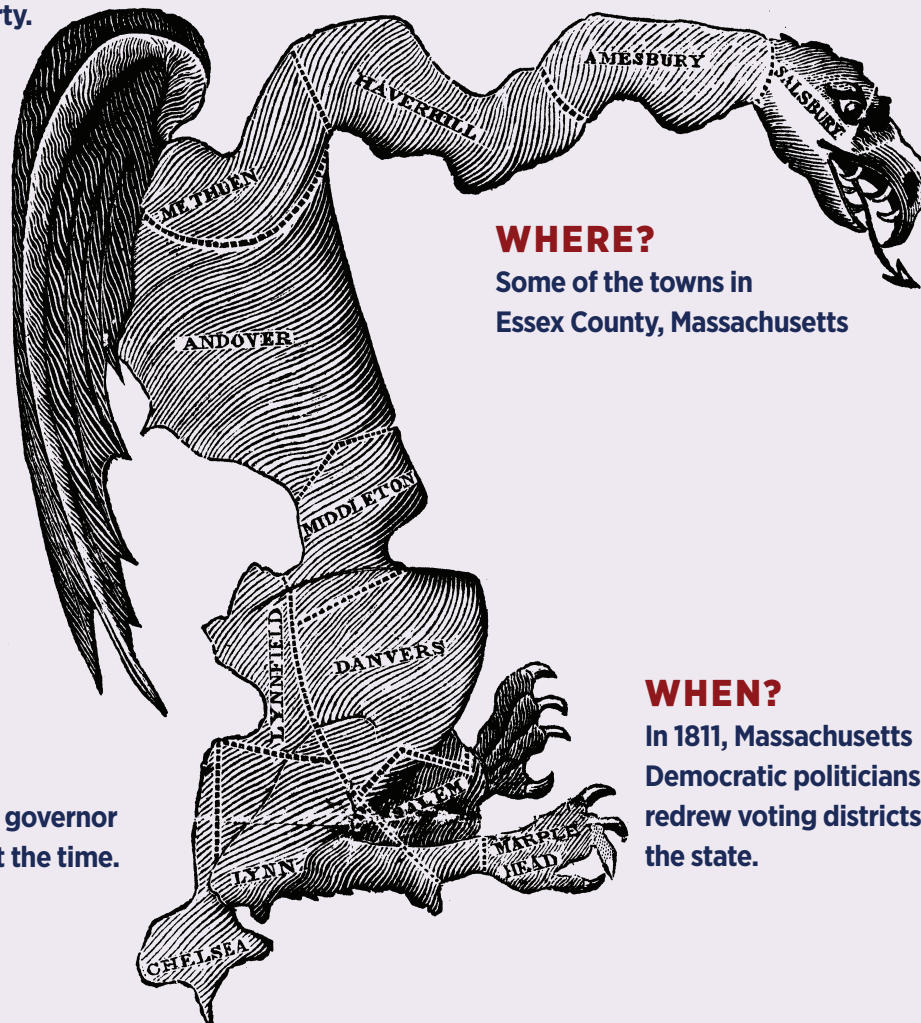 rty.
AMESBURY
SALSBURY
HAVERHILL
METHUEN
WHERE?
Some of the towns in
Essex County, Massachusetts
ANDOVER
MIDDLETON
LYNNFIELD
DANVERS
WHEN?
In 1811, Massachusetts
Democratic politicians
redrew voting districts
the state.
governor
t the time.
SALEM
MARBLE
HEAD
LYNN
CHELSEA